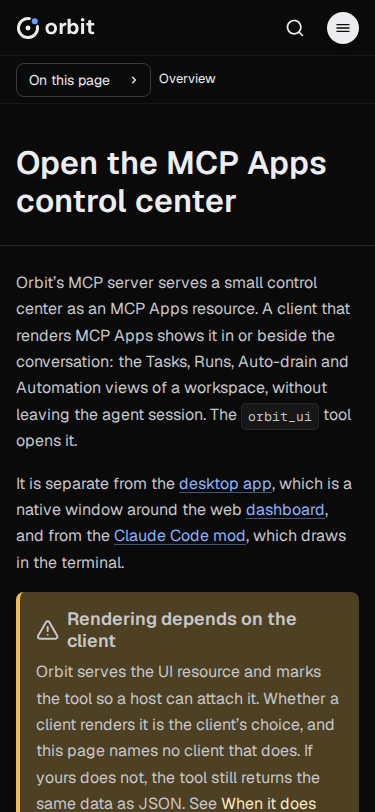 orbit
On this page
Overview
Open the MCP Apps
control center
Orbit’s MCP server serves a small control
center as an MCP Apps resource. A client that
renders MCP Apps shows it in or beside the
conversation: the Tasks, Runs, Auto-drain and
Automation views of a workspace, without
leaving the agent session. The orbit_ui tool
opens it.
It is separate from the desktop app, which is a
native window around the web dashboard,
and from the Claude Code mod, which draws
in the terminal.
Rendering depends on the
client
Orbit serves the UI resource and marks
the tool so a host can attach it. Whether a
client renders it is the client’s choice, and
this page names no client that does. If
yours does not, the tool still returns the
same data as JSON. See When it does